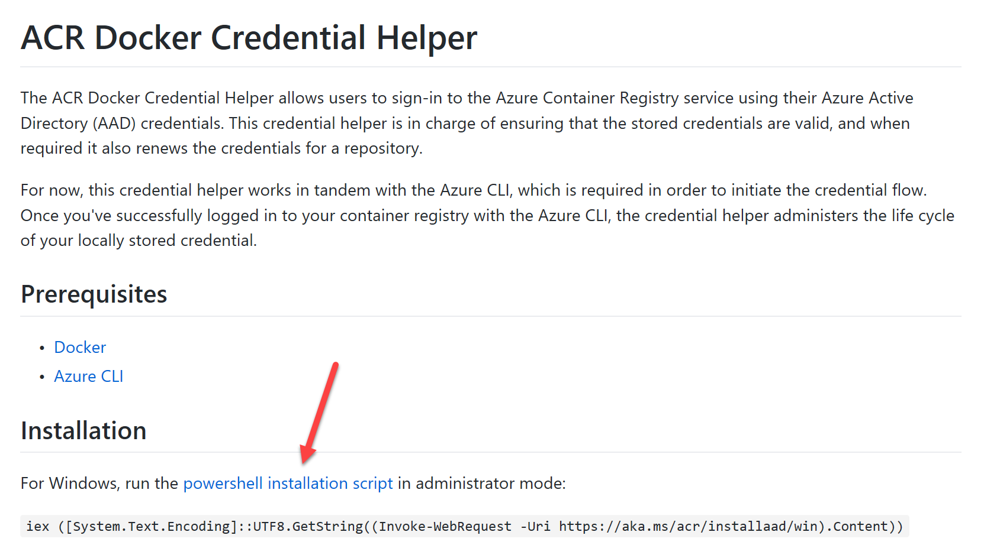 ACR Docker Credential Helper
The ACR Docker Credential Helper allows users to sign-in to the Azure Container Registry service using their Azure Active
Directory (AAD) credentials. This credential helper is in charge of ensuring that the stored credentials are valid, and when
required it also renews the credentials for a repository.
For now, this credential helper works in tandem with the Azure CLI, which is required in order to initiate the credential flow.
Once you've successfully logged in to your container registry with the Azure CLI, the credential helper administers the life cycle
of your locally stored credential.
Prerequisites
• Docker
• Azure CLI
Installation
For Windows, run the powershell installation script in administrator mode:
iex ([System.Text.Encoding]::UTF8.GetString((Invoke-WebRequest -Uri https://aka.ms/acr/installaad/win).Content))